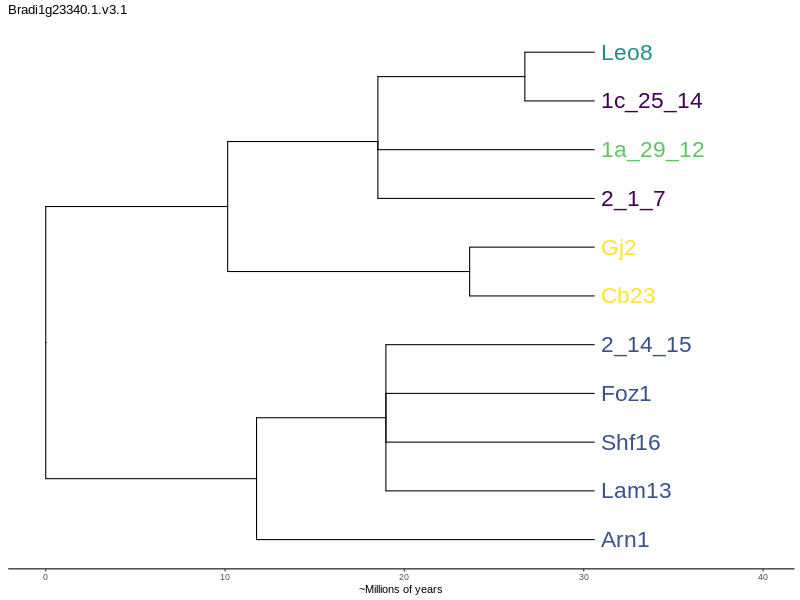 Bradi1g23340.1.v3.1
Leo8
1c_25_14
1a_29_12
2_1_7
Gj2
Cb23
2_14_15
Foz1
Shf16
Lam13
Arn1
0 10 20 30 40
~Millions of years